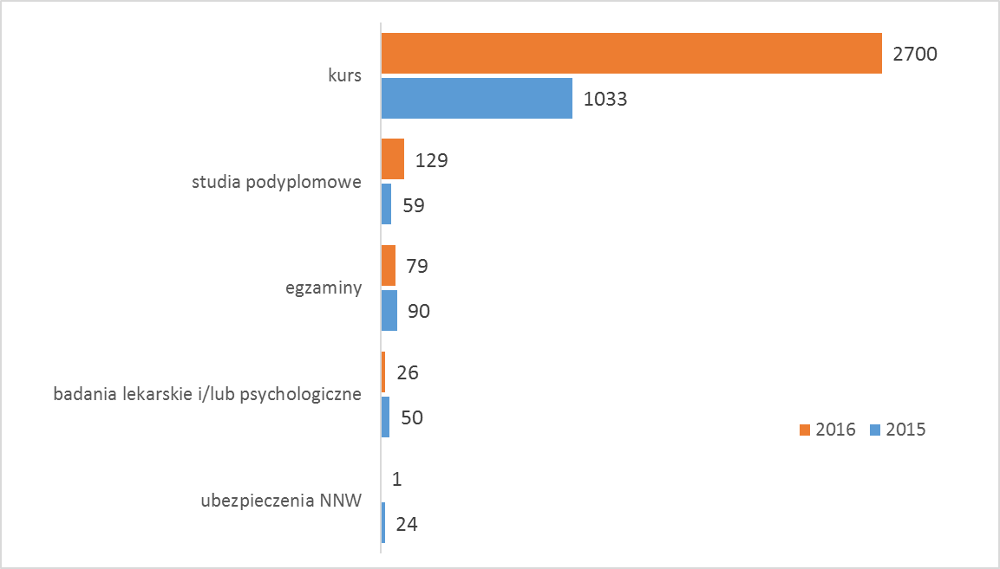 kurs
2700
1033
studia podyplomowe
129
59
egzaminy
79
90
badania lekarskie i/lub psychologiczne
26
50
2016 2015
ubezpieczenia NNW
1
24